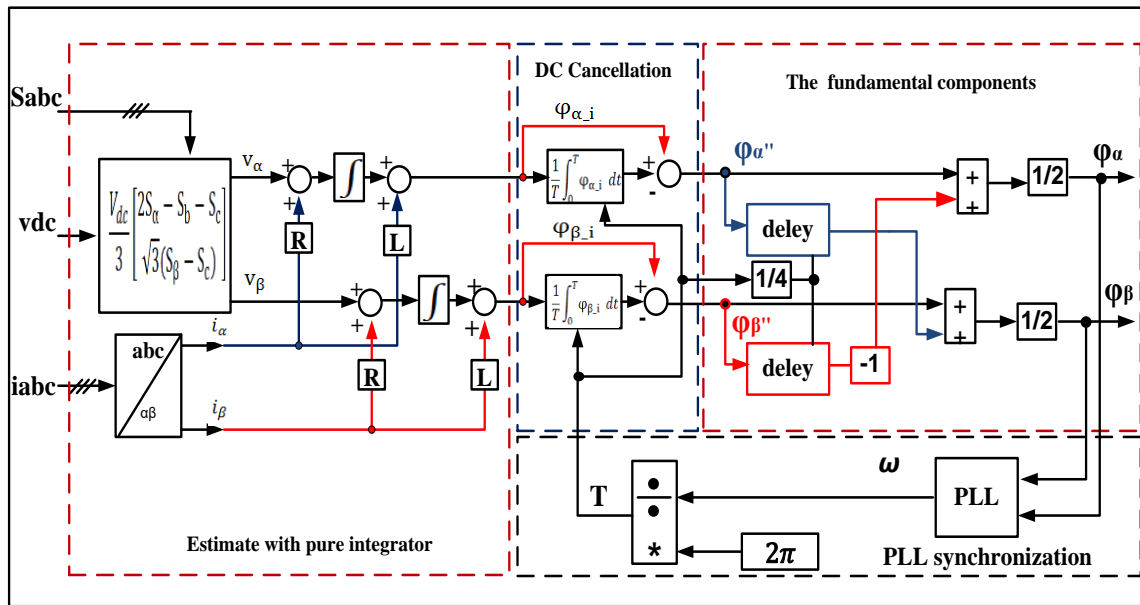 DC Cancellation
The fundamental components
Sabc
φα_i
vα
φα"
φα
+
+
∫
+
+
1/T ∫0^T φα_i dt
+
-
+
+
1/2
Vdc/3 [2Sα − Sb − Sc
√3(Sβ − Sc)]
vdc
R
L
deley
φβ_i
1/4
vβ
+
+
∫
+
+
1/T ∫0^T φβ_i dt
+
-
φβ"
+
+
1/2
φβ
iα
abc
αβ
iabc
R
L
deley
-1
iβ
ω
T
÷
*
PLL
2π
Estimate with pure integrator
PLL synchronization